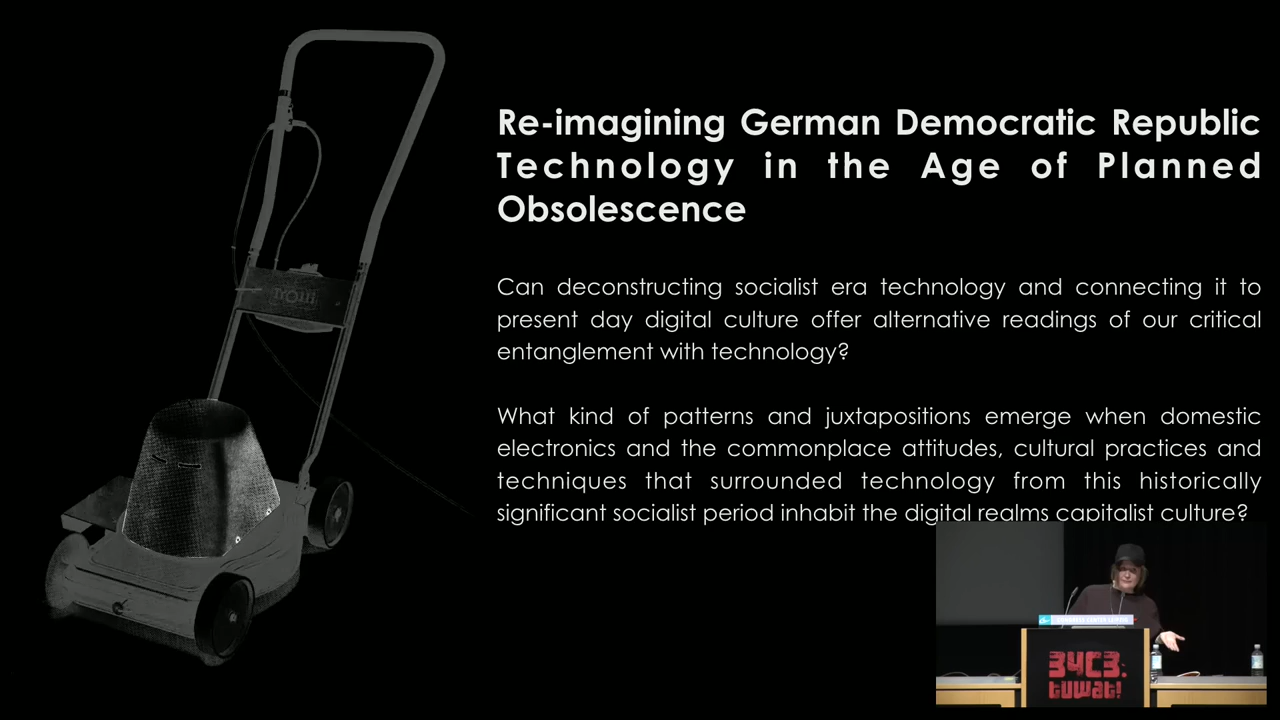 Re-imagining German Democratic Republic
Technology in the Age of Planned
Obsolescence
Can deconstructing socialist era technology and connecting it to
present day digital culture offer alternative readings of our critical
entanglement with technology?
What kind of patterns and juxtapositions emerge when domestic
electronics and the commonplace attitudes, cultural practices and
techniques that surrounded technology from this historically
significant socialist period inhabit the digital realms capitalist culture?
CONGRESS CENTER LEIPZIG
34C3.
tuwat!